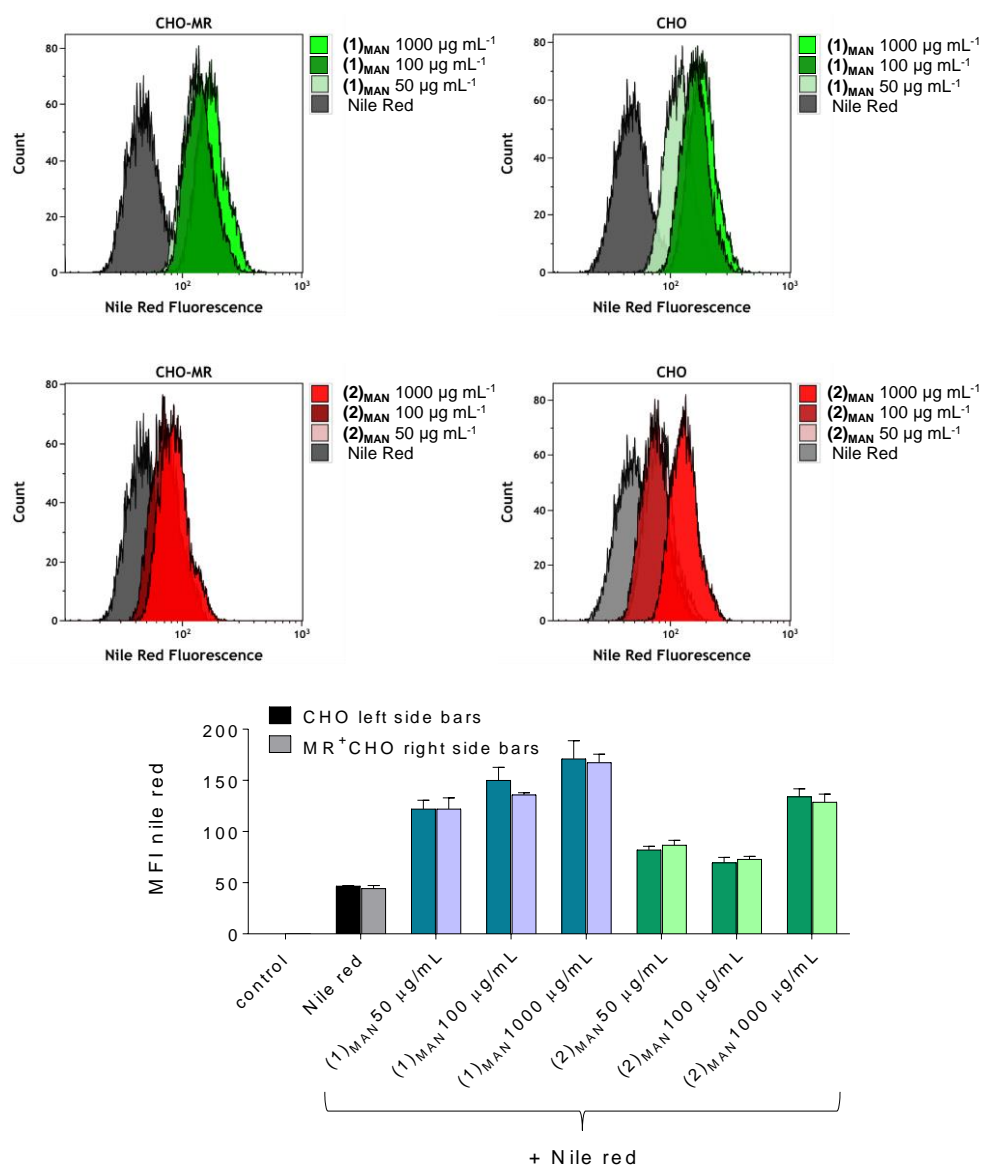 CHO-MR
80
60
40
20
0
Count
10²
10³
Nile Red Fluorescence
(1)MAN 1000 µg mL-1
(1)MAN 100 µg mL-1
(1)MAN 50 µg mL-1
Nile Red
CHO
80
60
40
20
0
Count
10²
10³
Nile Red Fluorescence
(1)MAN 1000 µg mL-1
(1)MAN 100 µg mL-1
(1)MAN 50 µg mL-1
Nile Red
CHO-MR
80
60
40
20
0
Count
10²
10³
Nile Red Fluorescence
(2)MAN 1000 µg mL-1
(2)MAN 100 µg mL-1
(2)MAN 50 µg mL-1
Nile Red
CHO
80
60
40
20
0
Count
10²
10³
Nile Red Fluorescence
(2)MAN 1000 µg mL-1
(2)MAN 100 µg mL-1
(2)MAN 50 µg mL-1
Nile Red
CHO left side bars
MR+CHO right side bars
200
150
100
50
0
MFI nile red
control
Nile red
(1)MAN 50 µg/mL
(1)MAN 100 µg/mL
(1)MAN 1000 µg/mL
(2)MAN 50 µg/mL
(2)MAN 100 µg/mL
(2)MAN 1000 µg/mL
+ Nile red